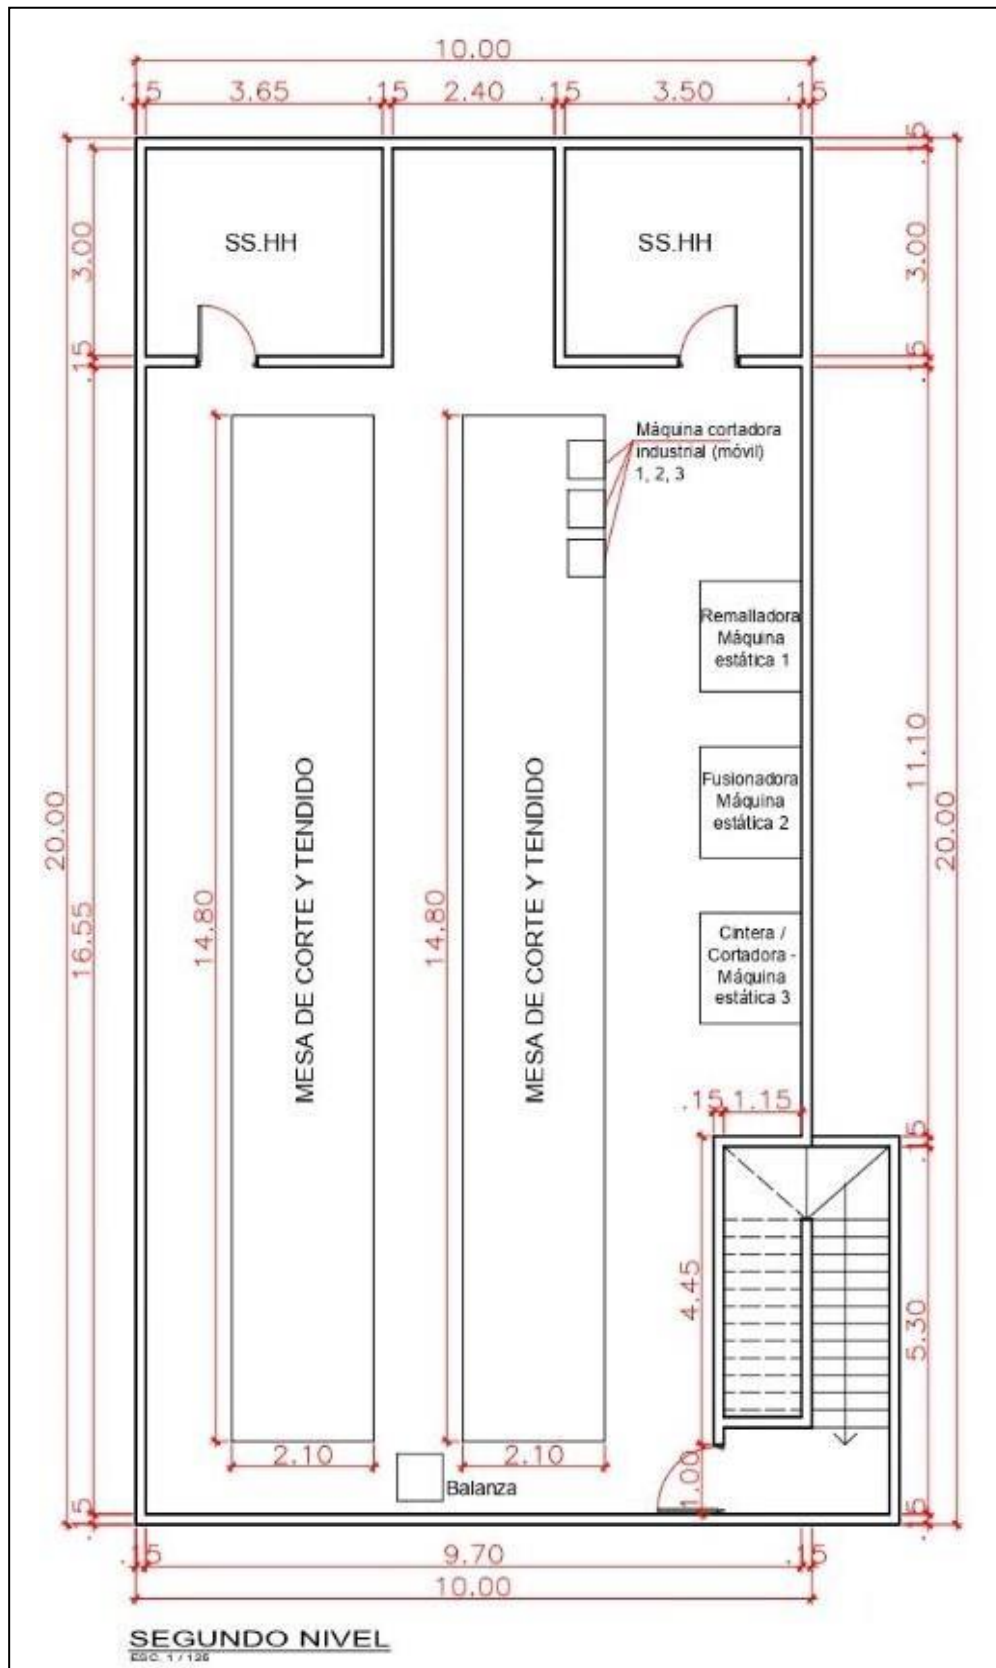 10.00
.15 3.65 .15 2.40 .15 3.50 .15
.15
3.00
3.00
SS.HH
SS.HH
.15
.15
Máquina cortadora
industrial (móvil)
1, 2, 3
Remalladora
Máquina
estática 1
11.10
Fusionadora
Máquina
estática 2
20.00
20.00
16.55
14.80
14.80
MESA DE CORTE Y TENDIDO
MESA DE CORTE Y TENDIDO
Cintera /
Cortadora -
Máquina
estática 3
.15 1.15
.15
4.45
5.30
2.10
2.10
1.00
Balanza
.15
.15
.15 9.70 .15
10.00
SEGUNDO NIVEL
ESC. 1 / 125